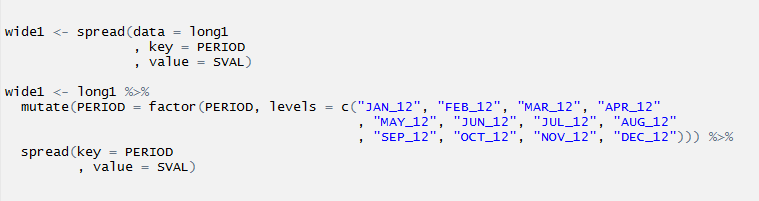 wide1 <- spread(data = long1
                , key = PERIOD
                , value = SVAL)
wide1 <- long1 %>%
  mutate(PERIOD = factor(PERIOD, levels = c("JAN_12", "FEB_12", "MAR_12", "APR_12"
                                            , "MAY_12", "JUN_12", "JUL_12", "AUG_12"
                                            , "SEP_12", "OCT_12", "NOV_12", "DEC_12"))) %>%
  spread(key = PERIOD
         , value = SVAL)